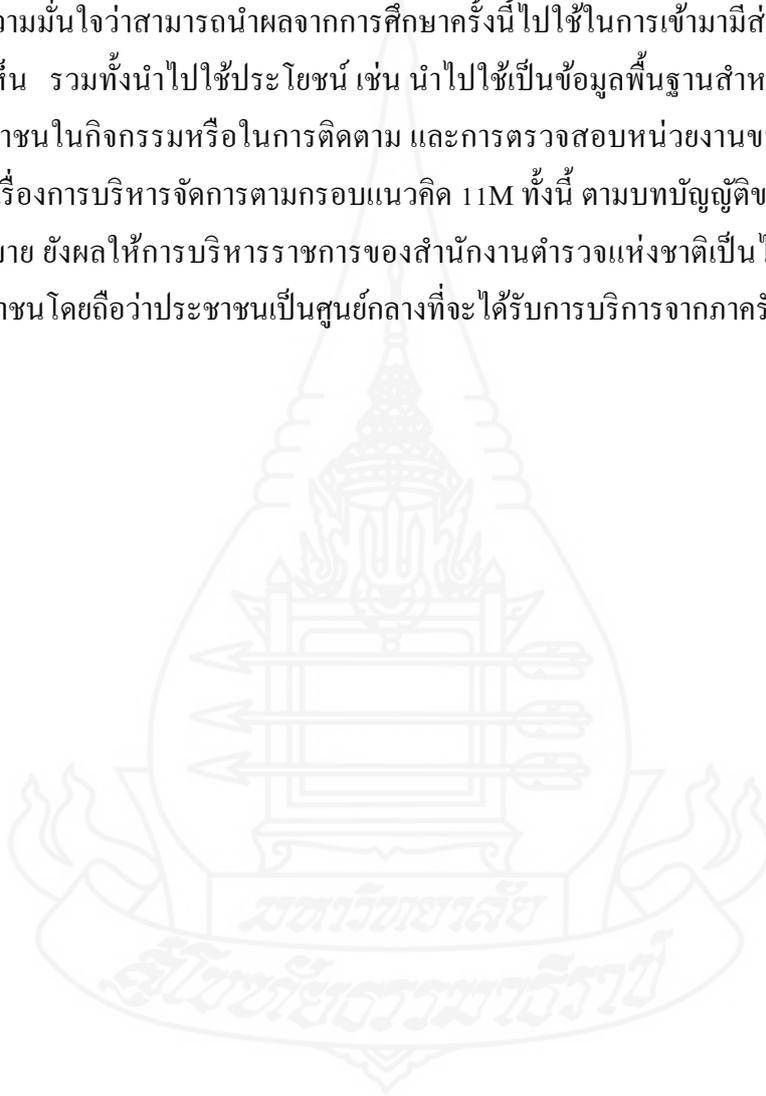 วามมั่นใจว่าสามารถนำผลจากการศึกษาครั้งนี้ไปใช้ในการเข้ามามีส่
ห็น รวมทั้งนำไปใช้ประโยชน์ เช่น นำไปใช้เป็นข้อมูลพื้นฐานสำห
าชนในกิจกรรมหรือในการติดตาม และการตรวจสอบหน่วยงานข
รื่องการบริหารจัดการตามกรอบแนวคิด 11M ทั้งนี้ ตามบทบัญญัติข
าย ยังผลให้การบริหารราชการของสำนักงานตำรวจแห่งชาติเป็นไ
าชนโดยถือว่าประชาชนเป็นศูนย์กลางที่จะได้รับการบริการจากภาครั
มหาวิทยาลัย
สุโขทัยธรรมาธิราช